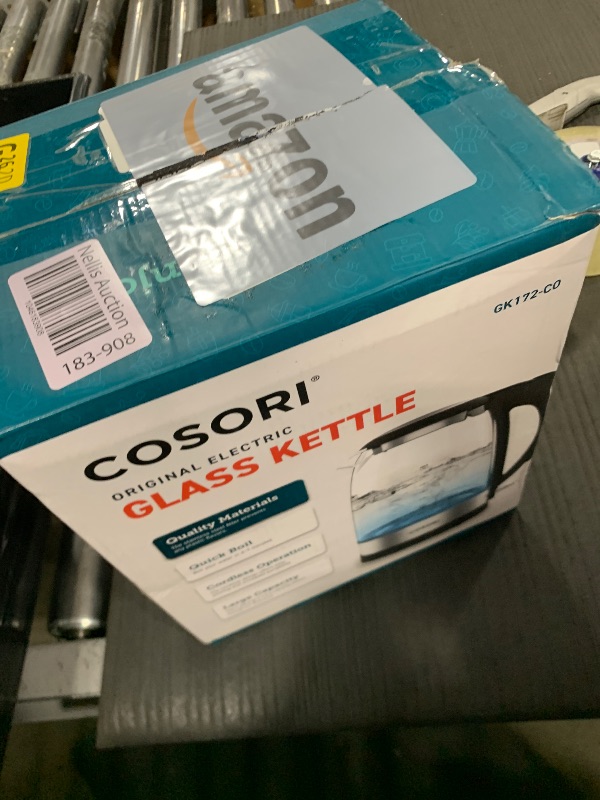 amazon
G2620
Nellis Auction
183-908
GK172-CO
COSORI®
ORIGINAL ELECTRIC
GLASS KETTLE
Quality Materials
Quick Boil
Cordless Operation
Large Capacity